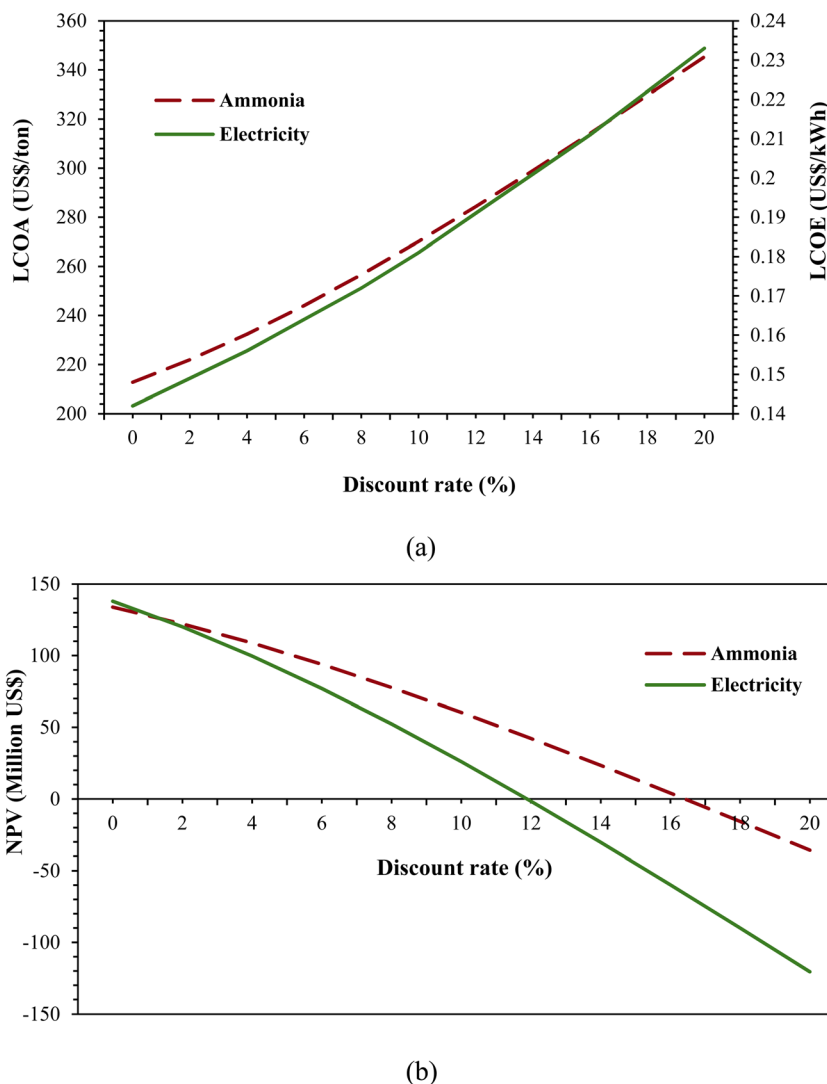 360
340
320
300
280
260
240
220
200
LCOA (US$/ton)
0.24
0.23
0.22
0.21
0.2
0.19
0.18
0.17
0.16
0.15
0.14
LCOE (US$/kWh)
Ammonia
Electricity
0 2 4 6 8 10 12 14 16 18 20
Discount rate (%)
(a)
150
100
50
0
-50
-100
-150
NPV (Million US$)
Ammonia
Electricity
0 2 4 6 8 10 12 14 16 18 20
Discount rate (%)
(b)